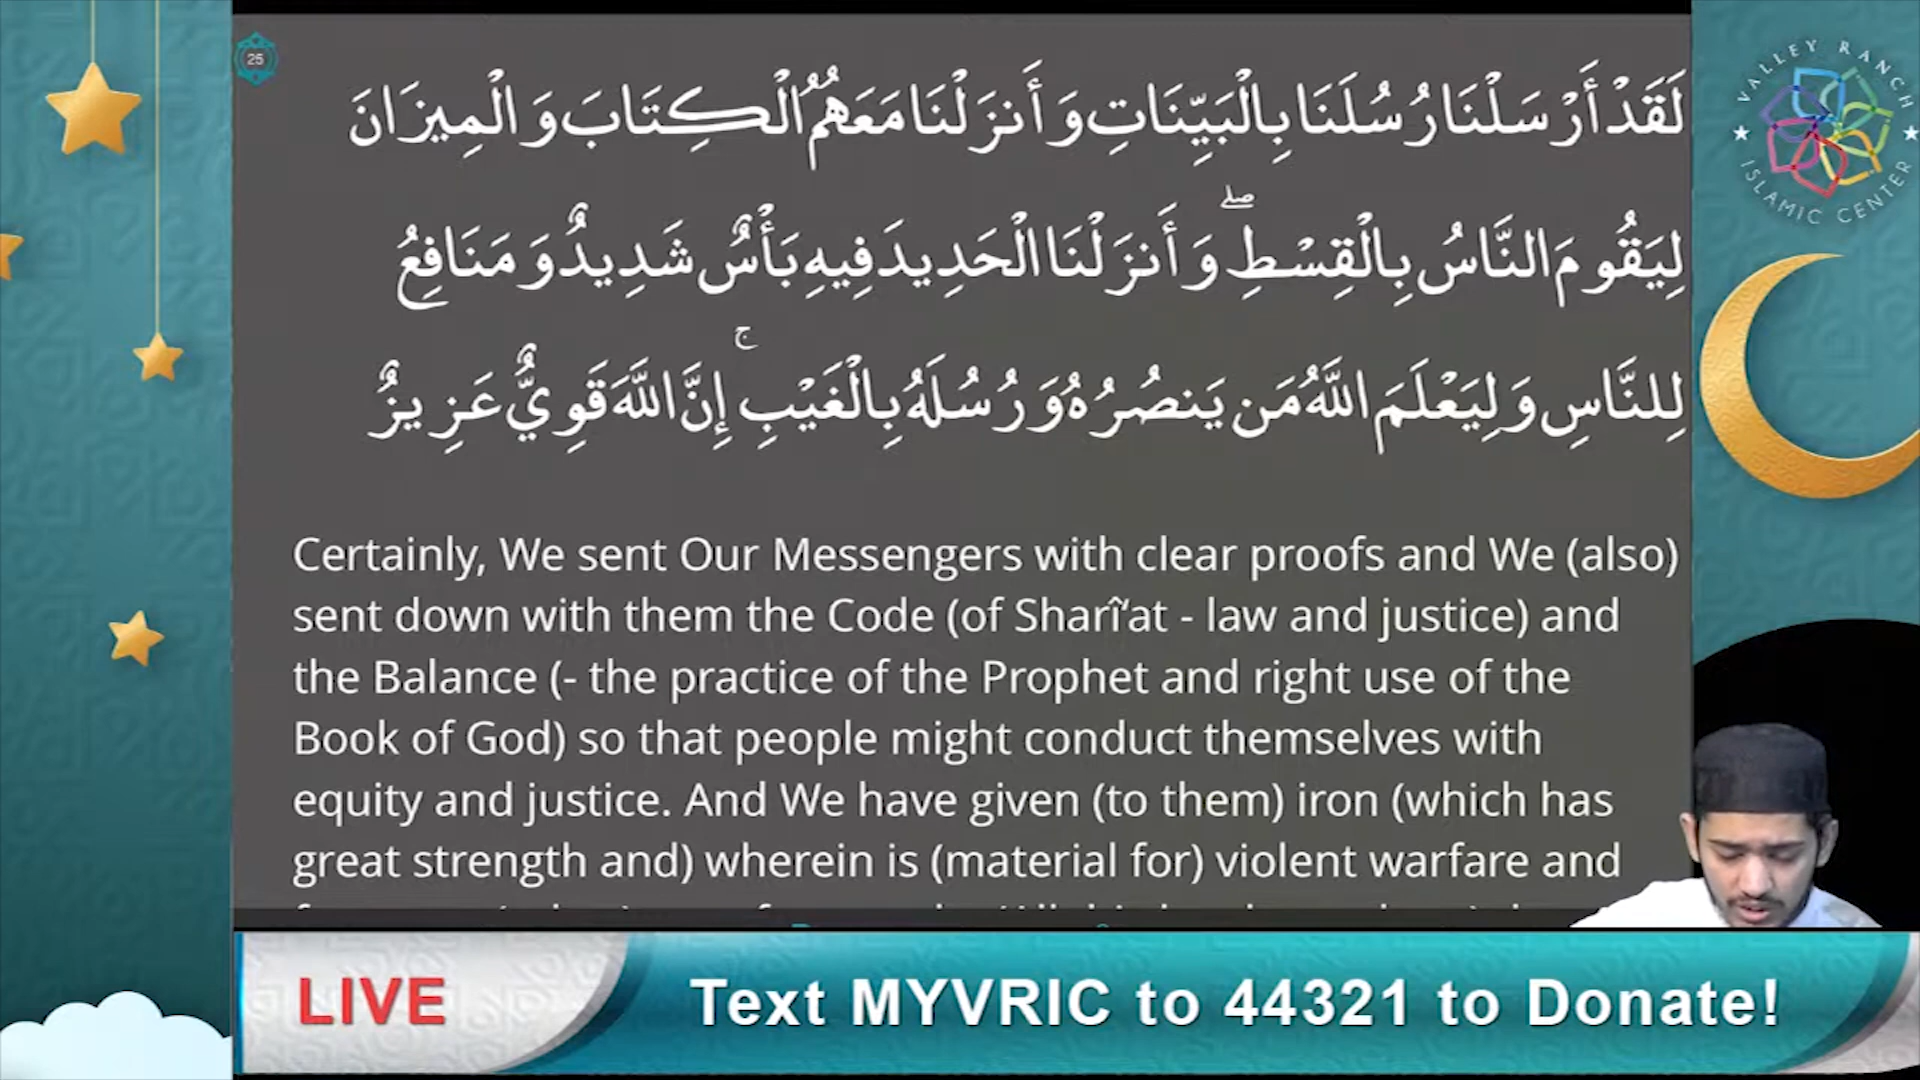 25
لَقَدْ أَرْسَلْنَا رُسُلَنَا بِالْبَيِّنَاتِ وَأَنزَلْنَا مَعَهُمُ الْكِتَابَ وَالْمِيزَانَ
لِيَقُومَ النَّاسُ بِالْقِسْطِ ۖ وَأَنزَلْنَا الْحَدِيدَ فِيهِ بَأْسٌ شَدِيدٌ وَمَنَافِعُ
لِلنَّاسِ وَلِيَعْلَمَ اللَّهُ مَن يَنصُرُهُ وَرُسُلَهُ بِالْغَيْبِ ۚ إِنَّ اللَّهَ قَوِيٌّ عَزِيزٌ
Certainly, We sent Our Messengers with clear proofs and We (also)
sent down with them the Code (of Sharî‘at - law and justice) and
the Balance (- the practice of the Prophet and right use of the
Book of God) so that people might conduct themselves with
equity and justice. And We have given (to them) iron (which has
great strength and) wherein is (material for) violent warfare and
VALLEY RANCH
ISLAMIC CENTER
LIVE
Text MYVRIC to 44321 to Donate!